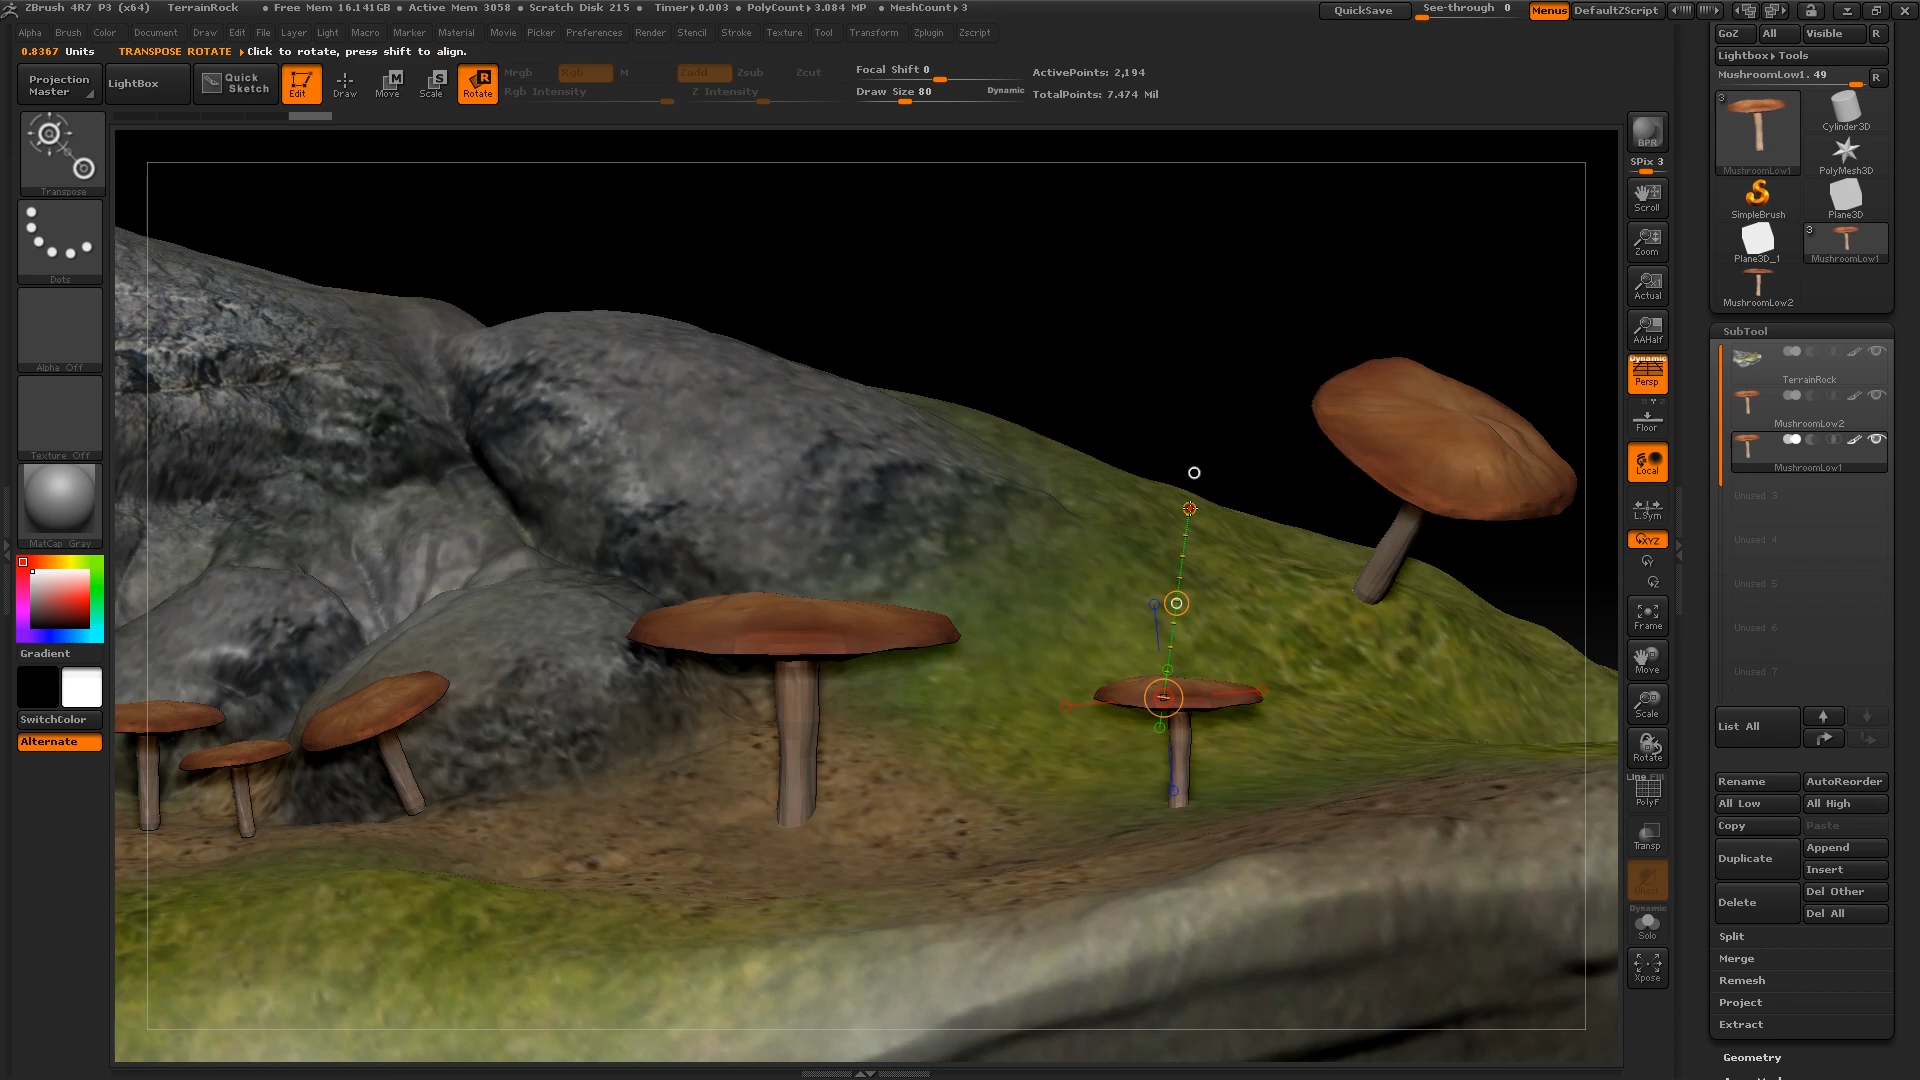 ZBrush 4R7 P3 (x64) TerrainRock • Free Mem 16.141GB • Active Mem 3058 • Scratch Disk 215 • Timer▸0.003 • PolyCount▸3.084 MP • MeshCount▸3 QuickSave See-through 0 Menus DefaultZScript
Alpha Brush Color Document Draw Edit File Layer Light Macro Marker Material Movie Picker Preferences Render Stencil Stroke Texture Tool Transform Zplugin Zscript
0.8367 Units TRANSPOSE ROTATE ▸Click to rotate, press shift to align.
Projection Master
LightBox
Quick Sketch
Edit
Draw
Move
Scale
Rotate
Mrgb Rgb M Zadd Zsub Zcut
Rgb Intensity Z Intensity
Focal Shift 0
Draw Size 80 Dynamic
ActivePoints: 2,194
TotalPoints: 7.474 Mil
Transpose
Dots
Alpha Off
Texture Off
MatCap Gray
Gradient
SwitchColor
Alternate
BPR
SPix 3
Scroll
Zoom
Actual
AAHalf
Dynamic
Persp
Floor
Local
L.Sym
XYZ
Y
Z
Frame
Move
Scale
Rotate
Line Fill
PolyF
Transp
Ghost
Dynamic
Solo
Xpose
GoZ All Visible R
Lightbox▸Tools
MushroomLow1. 49 R
3
MushroomLow1
Cylinder3D
PolyMesh3D
SimpleBrush
Plane3D
Plane3D_1
3
MushroomLow1
MushroomLow2
SubTool
TerrainRock
MushroomLow2
MushroomLow1
Unused 3
Unused 4
Unused 5
Unused 6
Unused 7
List All
Rename AutoReorder
All Low All High
Copy Paste
Duplicate Append
Insert
Delete Del Other
Del All
Split
Merge
Remesh
Project
Extract
Geometry